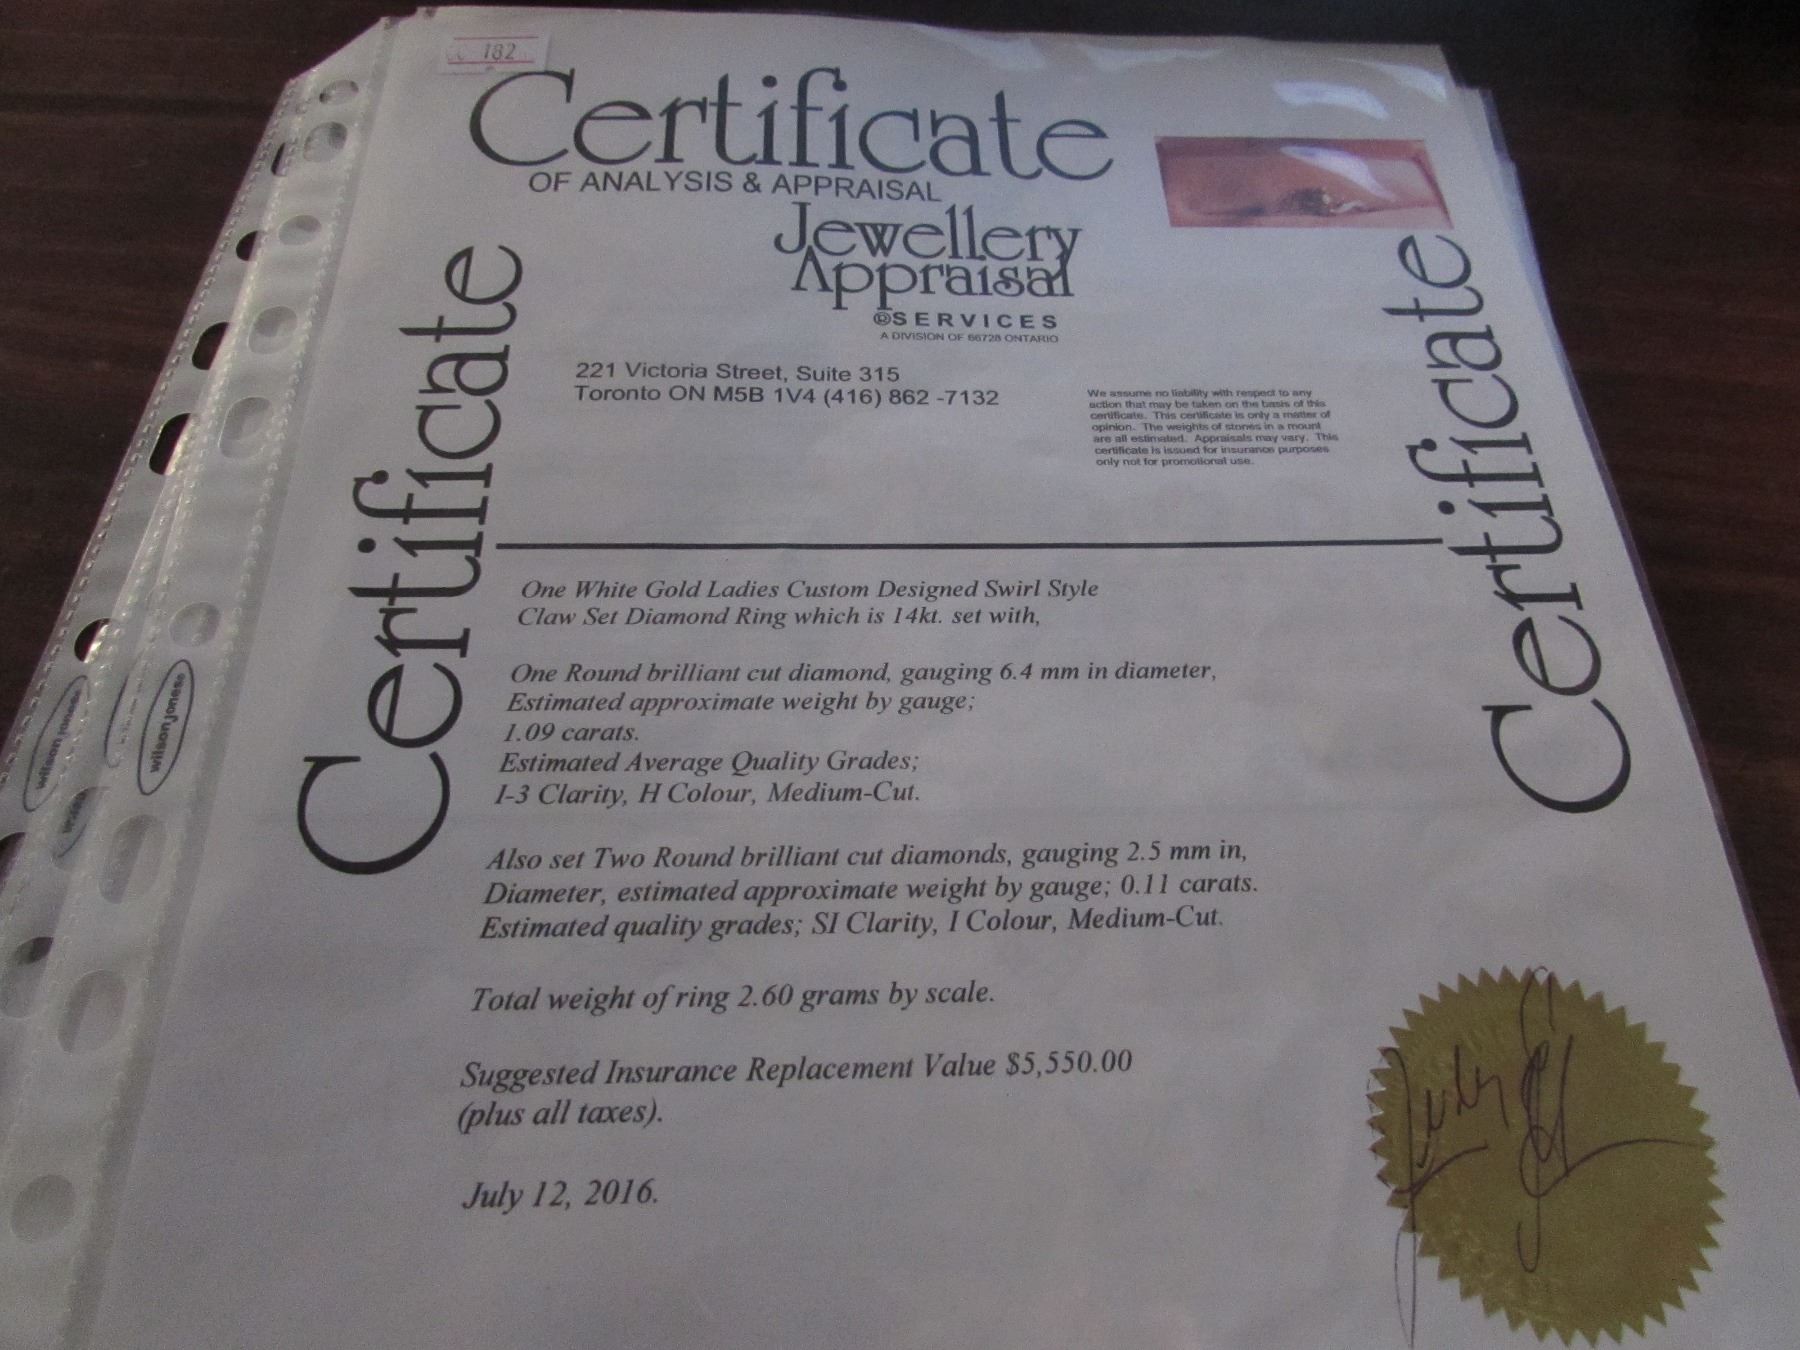 182
Certificate
OF ANALYSIS & APPRAISAL
Jewellery
Appraisal
©SERVICES
A DIVISION OF 66728 ONTARIO
221 Victoria Street, Suite 315
Toronto ON M5B 1V4 (416) 862 -7132
We assume no liability with respect to any
action that may be taken on the basis of this
certificate. This certificate is only a matter of
opinion. The weights of stones in a mount
are all estimated. Appraisals may vary. This
certificate is issued for insurance purposes
only not for promotional use.
Certificate
Certificate
One White Gold Ladies Custom Designed Swirl Style
Claw Set Diamond Ring which is 14kt. set with,
One Round brilliant cut diamond, gauging 6.4 mm in diameter,
Estimated approximate weight by gauge;
1.09 carats.
Estimated Average Quality Grades;
I-3 Clarity, H Colour, Medium-Cut.
Also set Two Round brilliant cut diamonds, gauging 2.5 mm in,
Diameter, estimated approximate weight by gauge; 0.11 carats.
Estimated quality grades; SI Clarity, I Colour, Medium-Cut.
Total weight of ring 2.60 grams by scale.
Suggested Insurance Replacement Value $5,550.00
(plus all taxes).
July 12, 2016.
wilson jones
wilson jones